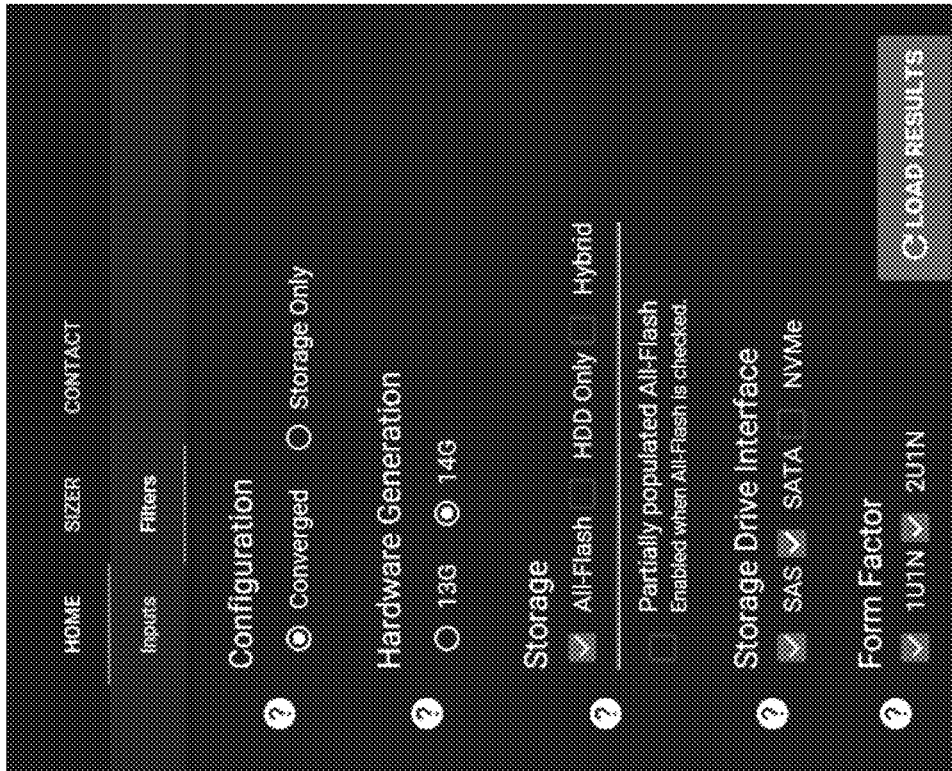 HOME SIZER CONTACT
Inputs Filters
? Configuration
Converged Storage Only
? Hardware Generation
13G 14G
? Storage
All-Flash HDD Only Hybrid
Partially populated All-Flash
Enabled when All-Flash is checked.
? Storage Drive Interface
SAS SATA NVMe
? Form Factor
1U1N 2U1N
LOAD RESULTS